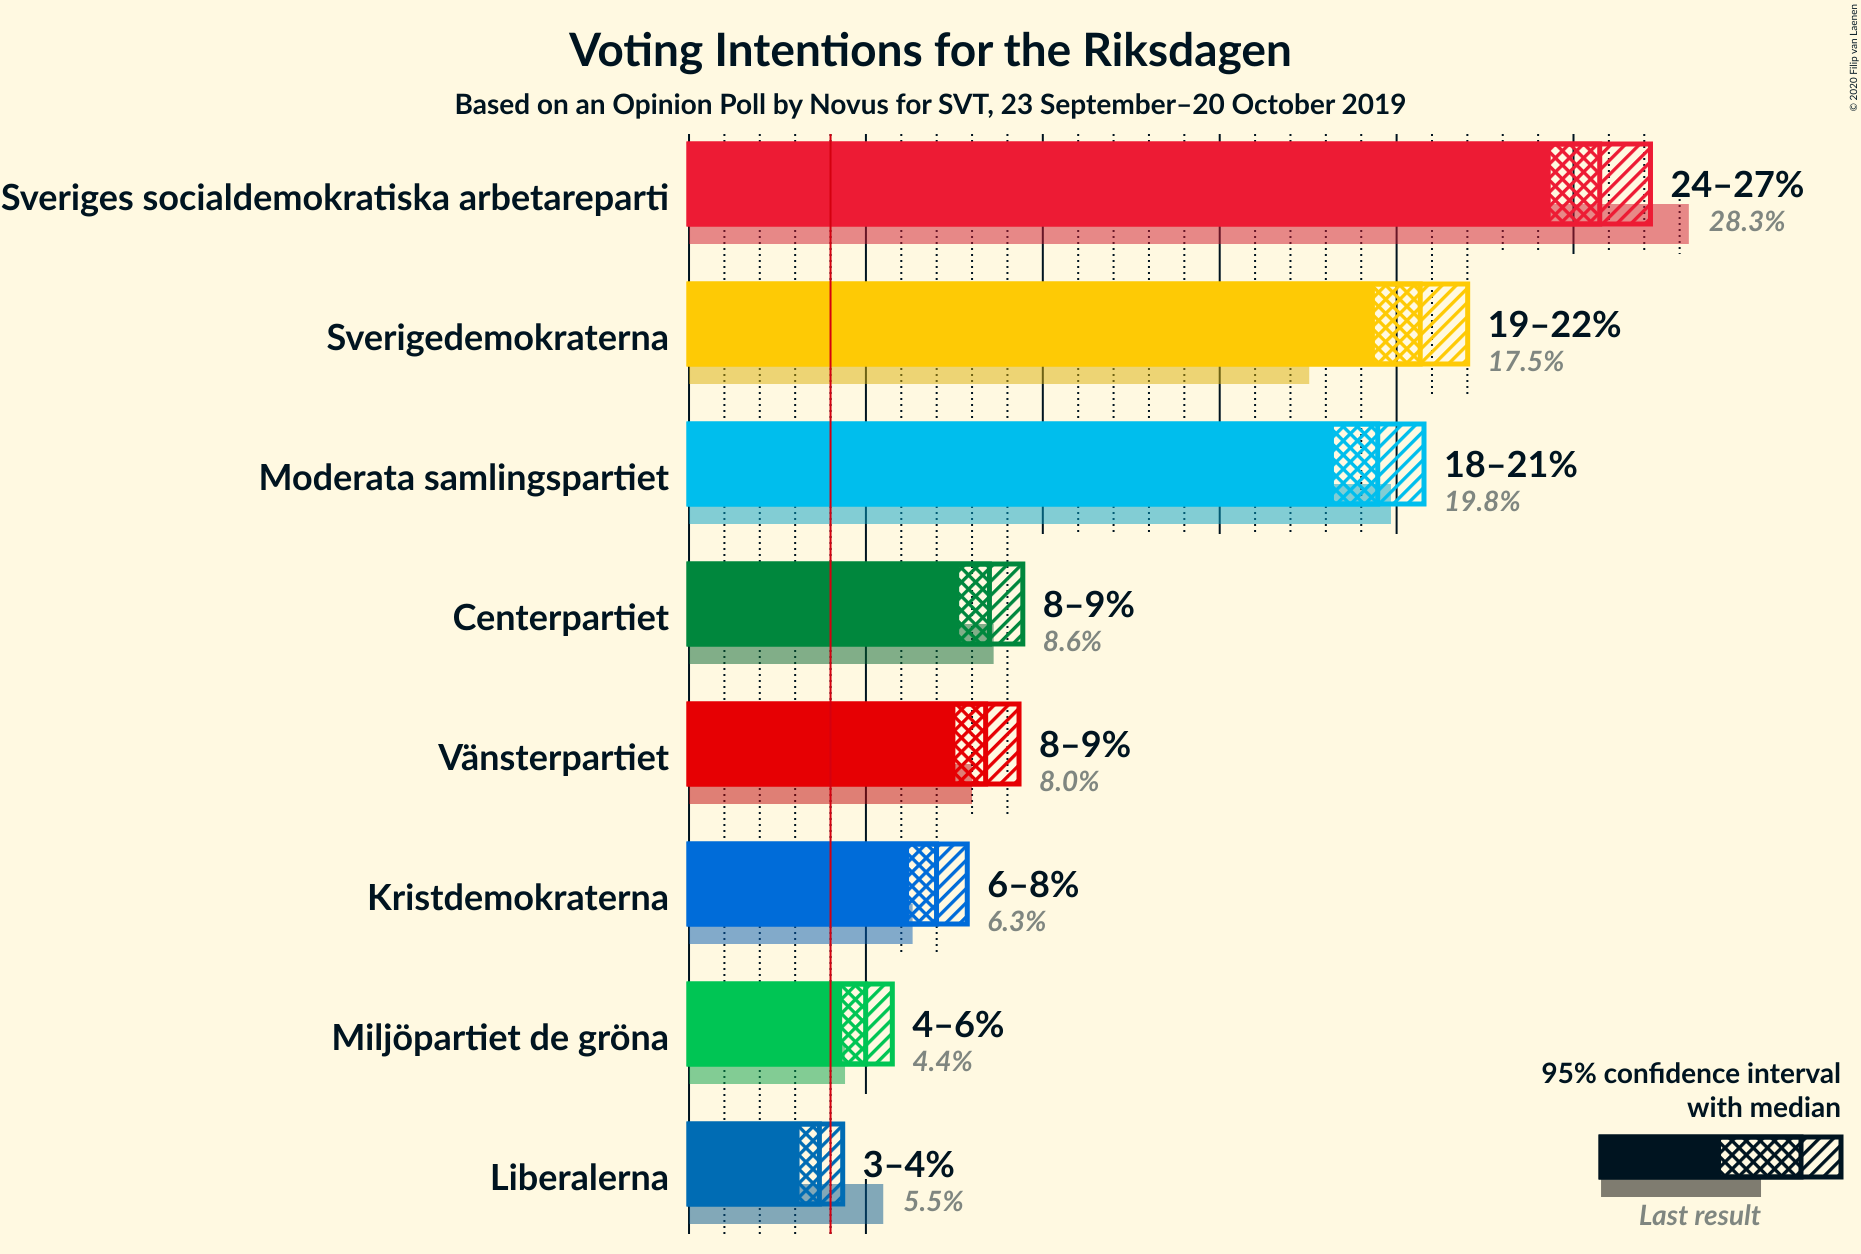 Voting Intentions for the Riksdagen
Based on an Opinion Poll by Novus for SVT, 23 September–20 October 2019
© 2020 Filip van Laenen
Sveriges socialdemokratiska arbetareparti
24–27%
28.3%
Sverigedemokraterna
19–22%
17.5%
Moderata samlingspartiet
18–21%
19.8%
Centerpartiet
8–9%
8.6%
Vänsterpartiet
8–9%
8.0%
Kristdemokraterna
6–8%
6.3%
Miljöpartiet de gröna
4–6%
4.4%
Liberalerna
3–4%
5.5%
95% confidence interval
with median
Last result